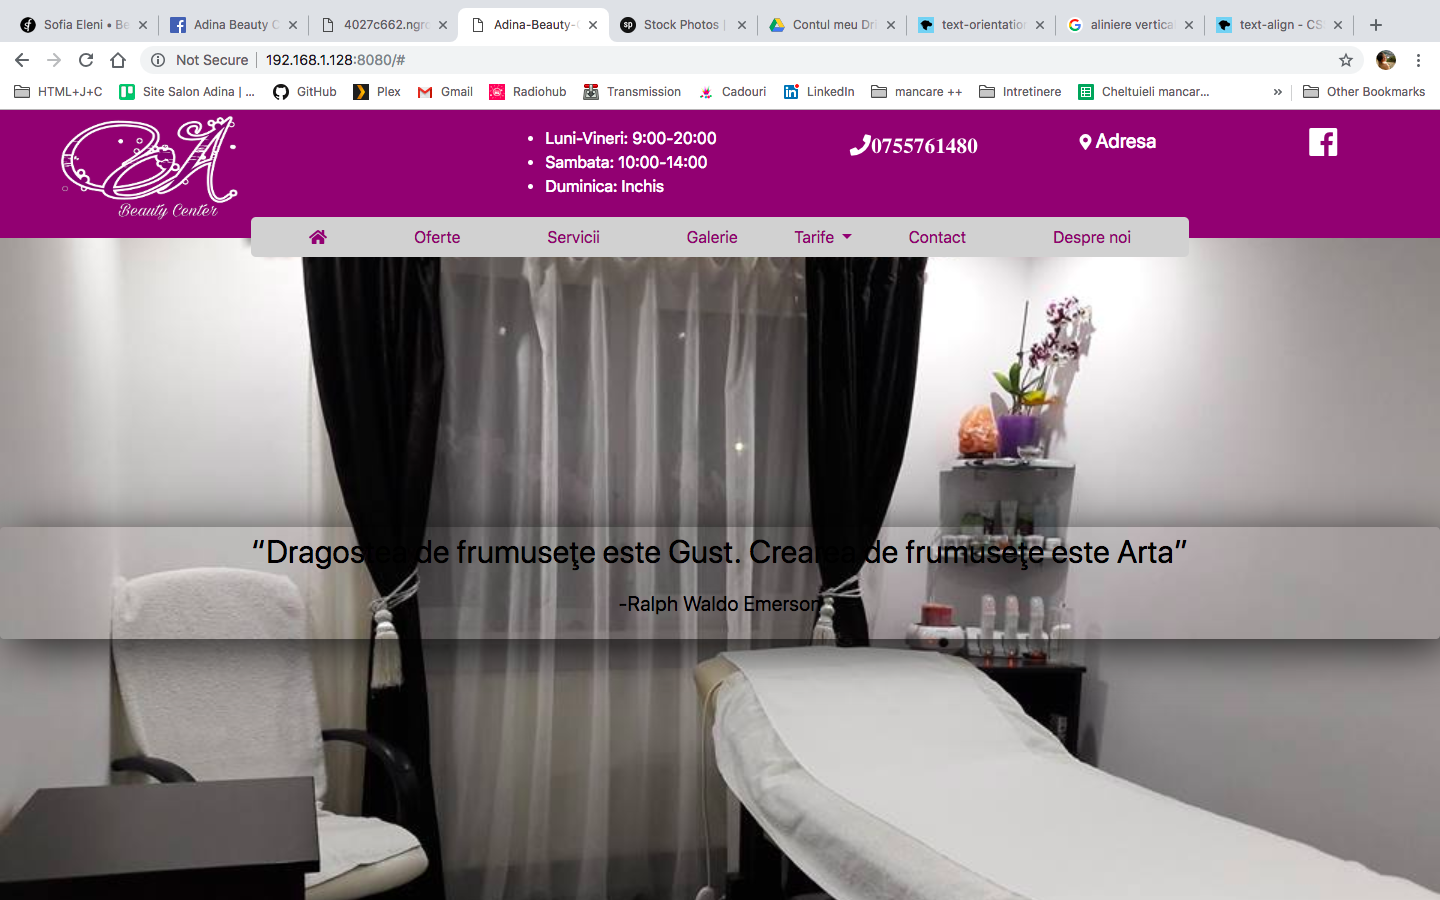 Sofia Eleni • Be
Adina Beauty C
4027c662.ngro
Adina-Beauty-C
Stock Photos |
Contul meu Dri
text-orientation
aliniere vertica
text-align - CS
Not Secure | 192.168.1.128:8080/#
HTML+J+C
Site Salon Adina | ...
GitHub
Plex
Gmail
Radiohub
Transmission
Cadouri
LinkedIn
mancare ++
Intretinere
Cheltuieli mancar...
»
Other Bookmarks
Beauty Center
• Luni-Vineri: 9:00-20:00
• Sambata: 10:00-14:00
• Duminica: Inchis
0755761480
Adresa
Oferte
Servicii
Galerie
Tarife
Contact
Despre noi
“Dragostea de frumuseţe este Gust. Crearea de frumuseţe este Arta”
-Ralph Waldo Emerson